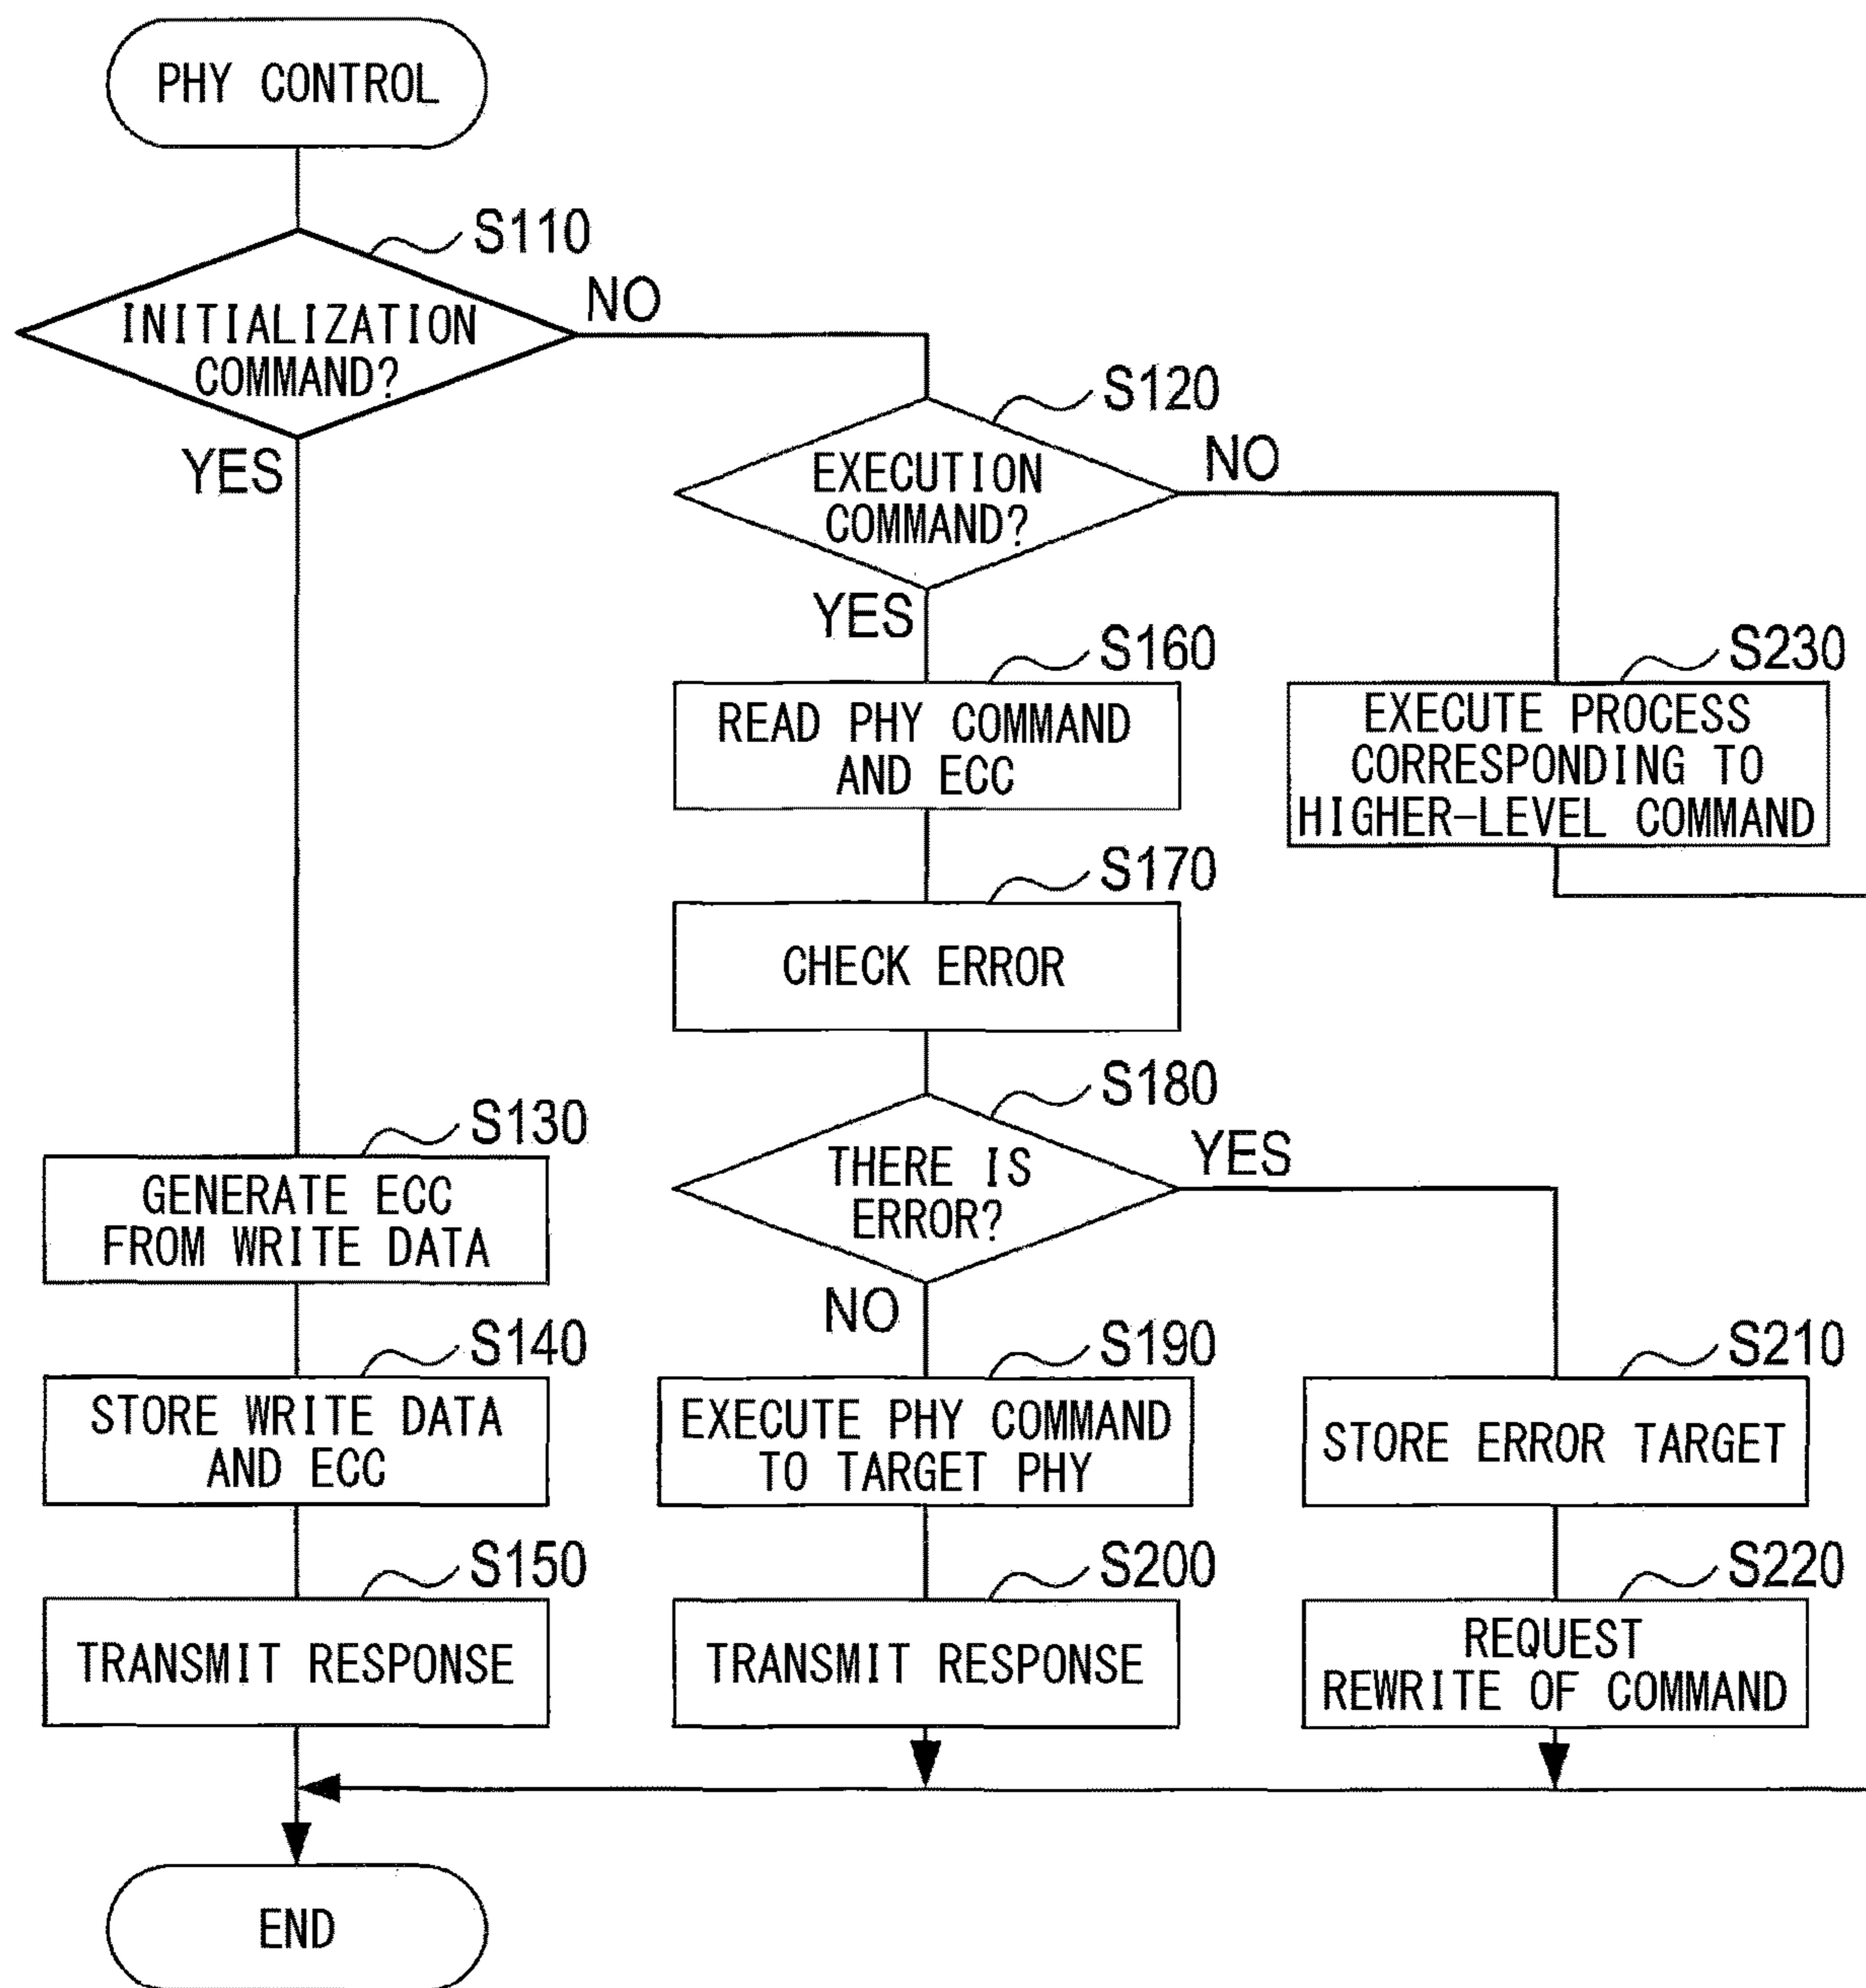 PHY CONTROL
S110
INITIALIZATION
COMMAND?
NO
YES
S120
EXECUTION
COMMAND?
NO
YES
S160
READ PHY COMMAND
AND ECC
S230
EXECUTE PROCESS
CORRESPONDING TO
HIGHER-LEVEL COMMAND
S170
CHECK ERROR
S180
THERE IS
ERROR?
YES
NO
S130
GENERATE ECC
FROM WRITE DATA
S140
STORE WRITE DATA
AND ECC
S150
TRANSMIT RESPONSE
S190
EXECUTE PHY COMMAND
TO TARGET PHY
S200
TRANSMIT RESPONSE
S210
STORE ERROR TARGET
S220
REQUEST
REWRITE OF COMMAND
END